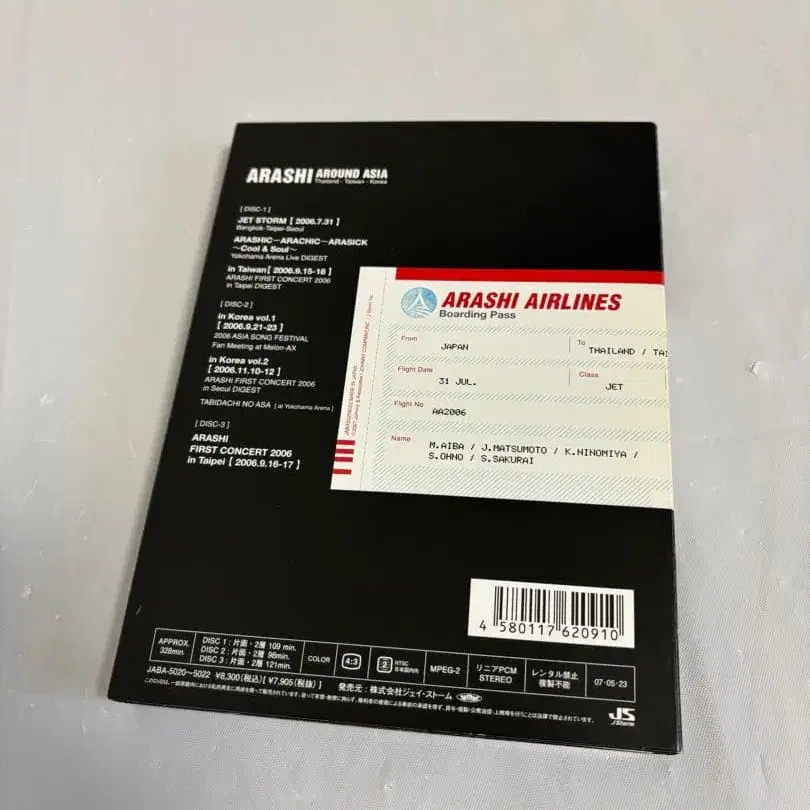 ARASHI AROUND ASIA
Thailand - Taiwan - Korea
[ DISC-1 ]
JET STORM [ 2006.7.31 ]
Bangkok-Taipei-Seoul
ARASHIC－ARACHIC－ARASICK
～Cool & Soul～
Yokohama Arena Live DIGEST
in Taiwan [ 2006.9.15-18 ]
ARASHI FIRST CONCERT 2006
in Taipei DIGEST
[ DISC-2 ]
in Korea vol.1
[ 2006.9.21-23 ]
2006 ASIA SONG FESTIVAL
Fan Meeting at Melon-AX
in Korea vol.2
[ 2006.11.10-12 ]
ARASHI FIRST CONCERT 2006
in Seoul DIGEST
TABIDACHI NO ASA [ at Yokohama Arena ]
[ DISC-3 ]
ARASHI
FIRST CONCERT 2006
in Taipei [ 2006.9.16-17 ]
ARASHI AIRLINES
Boarding Pass
From JAPAN
To THAILAND / TAI
Flight Date 31 JUL.
Class JET
Flight No AA2006
Name M.AIBA / J.MATSUMOTO / K.NINOMIYA /
S.OHNO / S.SAKURAI
4 580117 620910
APPROX. 328min.
DISC 1 : 片面・2層 109 min.
DISC 2 : 片面・2層 98min.
DISC 3 : 片面・2層 121min.
COLOR
4:3
2 NTSC 日本国内向
MPEG-2
リニアPCM STEREO
レンタル禁止 複製不能
07·05·23
JABA-5020～5022 ¥8,300(税込)[ ¥7,905(税抜) ] 発売元：株式会社ジェイ・ストーム
JS
J Storm